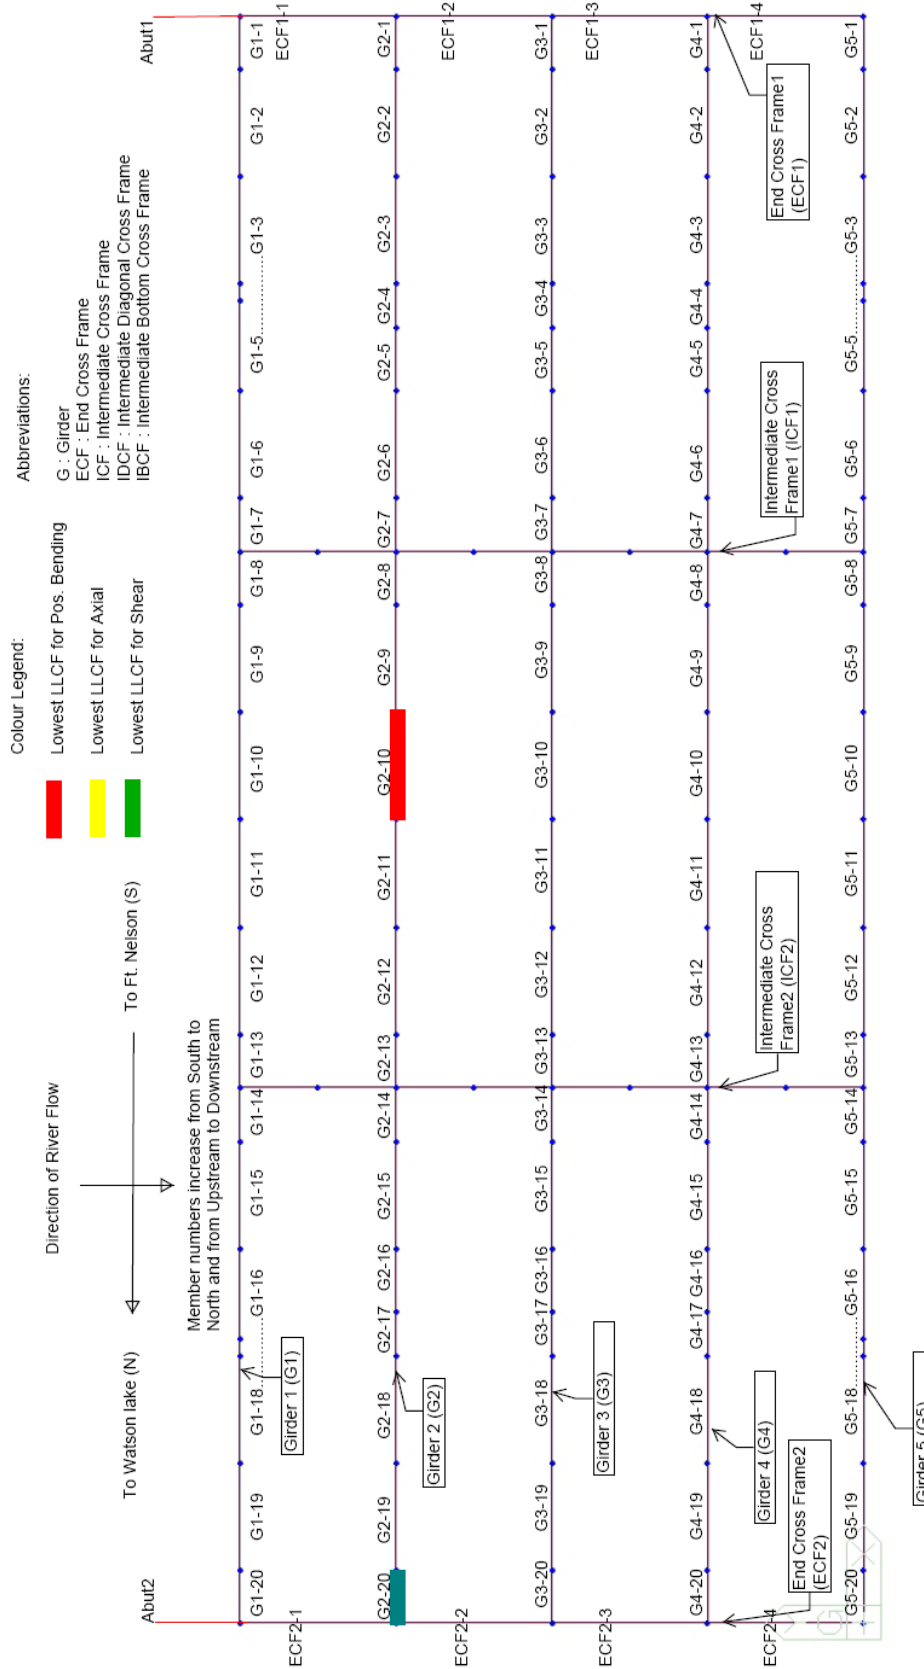 Direction of River Flow
To Watson lake (N)
To Ft. Nelson (S)
Member numbers increase from South to
North and from Upstream to Downstream
Colour Legend:
Lowest LLCF for Pos. Bending
Lowest LLCF for Axial
Lowest LLCF for Shear
Abbreviations:
G : Girder
ECF : End Cross Frame
ICF : Intermediate Cross Frame
IDCF : Intermediate Diagonal Cross Frame
IBCF : Intermediate Bottom Cross Frame
Abut2
Abut1
G1-20
G1-19
G1-18
G1-16
G1-15
G1-14
G1-13
G1-12
G1-11
G1-10
G1-9
G1-8
G1-7
G1-6
G1-5
G1-3
G1-2
G1-1
ECF2-1
Girder 1 (G1)
ECF1-1
G2-20
G2-19
G2-18
G2-17
G2-16
G2-15
G2-14
G2-13
G2-12
G2-11
G2-10
G2-9
G2-8
G2-7
G2-6
G2-5
G2-4
G2-3
G2-2
G2-1
ECF2-2
Girder 2 (G2)
ECF1-2
G3-20
G3-19
G3-18
G3-17
G3-16
G3-15
G3-14
G3-13
G3-12
G3-11
G3-10
G3-9
G3-8
G3-7
G3-6
G3-5
G3-4
G3-3
G3-2
G3-1
ECF2-3
Girder 3 (G3)
ECF1-3
G4-20
G4-19
G4-18
G4-17
G4-16
G4-15
G4-14
G4-13
G4-12
G4-11
G4-10
G4-9
G4-8
G4-7
G4-6
G4-5
G4-4
G4-3
G4-2
G4-1
ECF2-4
End Cross Frame2
(ECF2)
Girder 4 (G4)
Intermediate Cross
Frame2 (ICF2)
Intermediate Cross
Frame1 (ICF1)
End Cross Frame1
(ECF1)
ECF1-4
G5-20
G5-19
G5-18
G5-16
G5-15
G5-14
G5-13
G5-12
G5-11
G5-10
G5-9
G5-8
G5-7
G5-6
G5-5
G5-3
G5-2
G5-1
Girder 5 (G5)
X
G